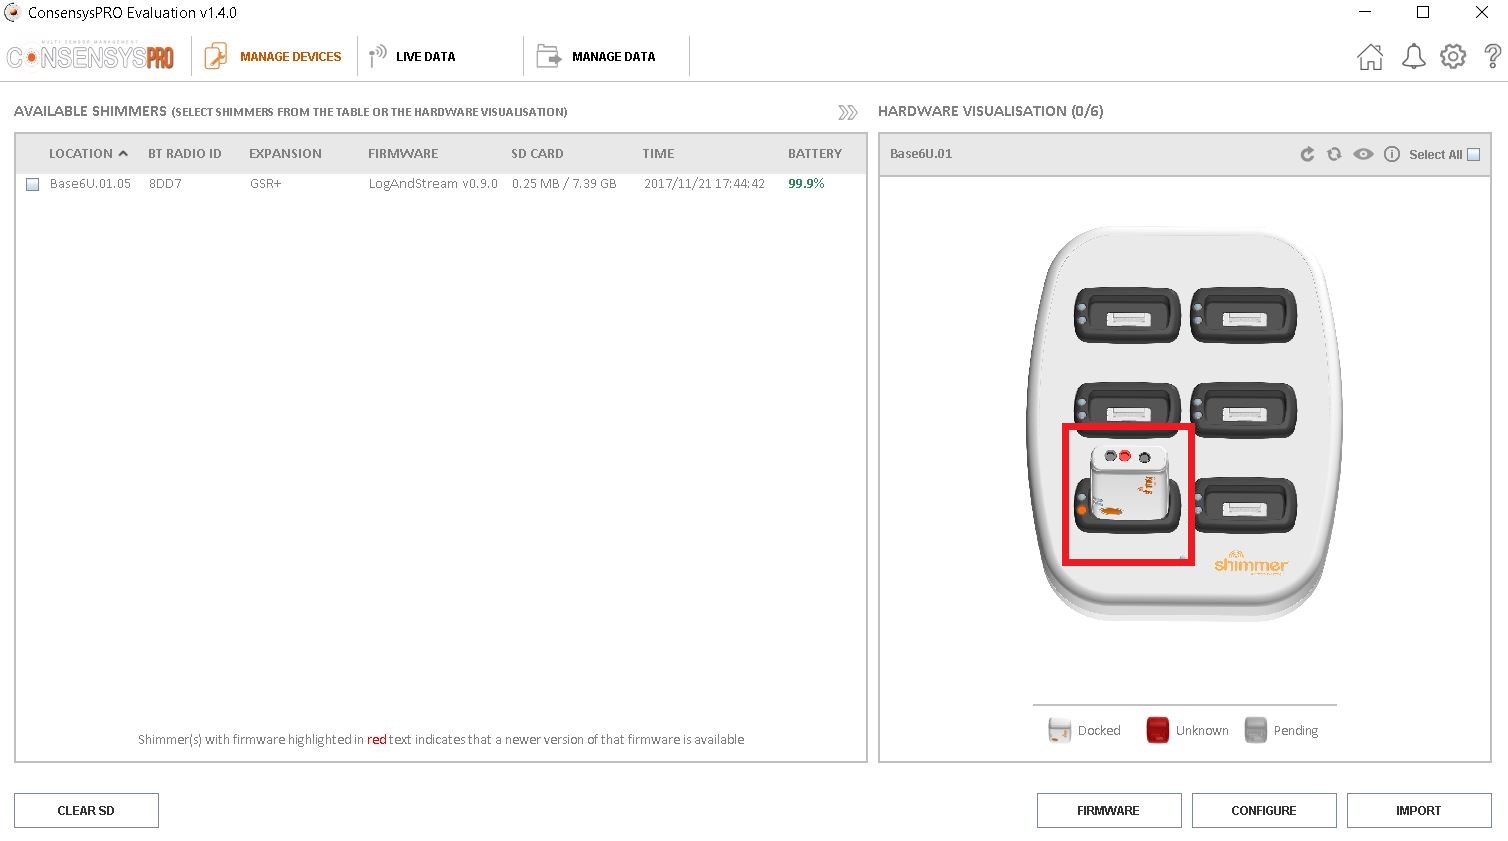 ConsensysPRO Evaluation v1.4.0
MULTI SENSOR MANAGEMENT
CONSENSYSPRO
MANAGE DEVICES
LIVE DATA
MANAGE DATA
AVAILABLE SHIMMERS (SELECT SHIMMERS FROM THE TABLE OR THE HARDWARE VISUALISATION)
HARDWARE VISUALISATION (0/6)
LOCATION BT RADIO ID EXPANSION FIRMWARE SD CARD TIME BATTERY
Base6U.01.05 8DD7 GSR+ LogAndStream v0.9.0 0.25 MB / 7.39 GB 2017/11/21 17:44:42 99.9%
Base6U.01
Select All
shimmer
Docked
Unknown
Pending
Shimmer(s) with firmware highlighted in red text indicates that a newer version of that firmware is available
CLEAR SD
FIRMWARE
CONFIGURE
IMPORT